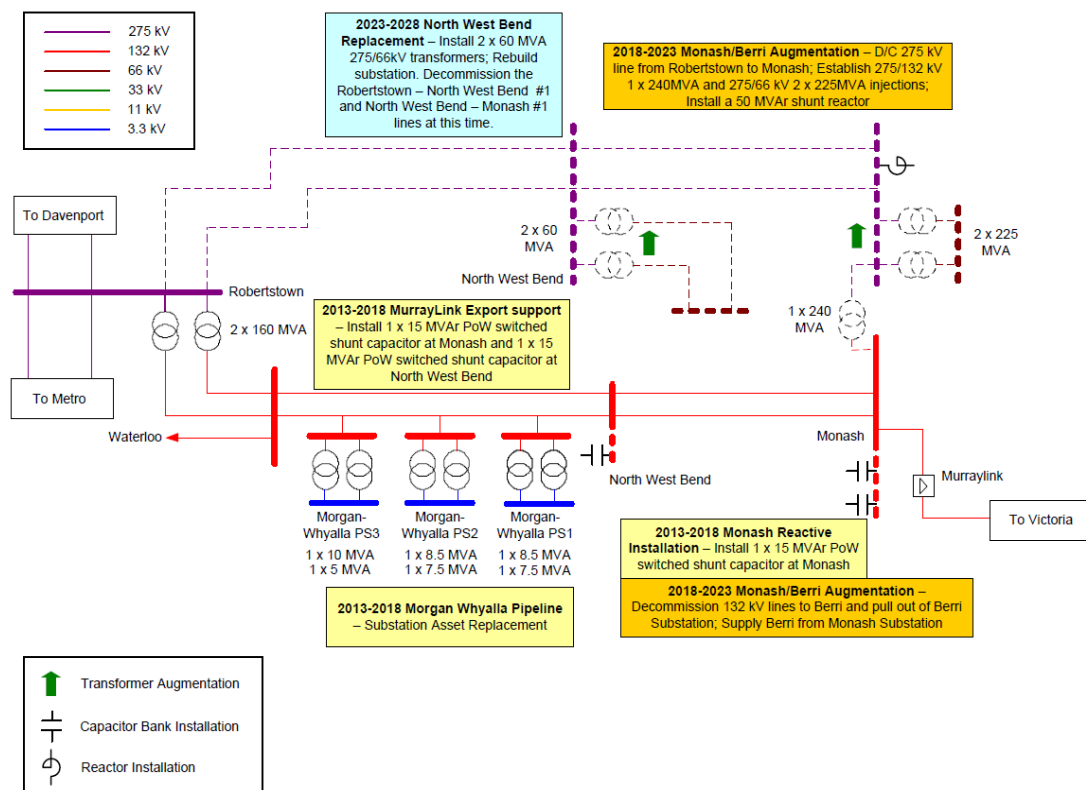 275 kV
132 kV
66 kV
33 kV
11 kV
3.3 kV
2023-2028 North West Bend
Replacement – Install 2 x 60 MVA
275/66kV transformers; Rebuild
substation. Decommission the
Robertstown – North West Bend #1
and North West Bend – Monash #1
lines at this time.
2018-2023 Monash/Berri Augmentation – D/C 275 kV
line from Robertstown to Monash; Establish 275/132 kV
1 x 240MVA and 275/66 kV 2 x 225MVA injections;
Install a 50 MVAr shunt reactor
To Davenport
2 x 60
MVA
2 x 225
MVA
North West Bend
Robertstown
2 x 160 MVA
2013-2018 MurrayLink Export support
– Install 1 x 15 MVAr PoW switched
shunt capacitor at Monash and 1 x 15
MVAr PoW switched shunt capacitor at
North West Bend
1 x 240
MVA
To Metro
Waterloo
Monash
North West Bend
Murraylink
To Victoria
Morgan-
Whyalla PS3
1 x 10 MVA
1 x 5 MVA
Morgan-
Whyalla PS2
1 x 8.5 MVA
1 x 7.5 MVA
Morgan-
Whyalla PS1
1 x 8.5 MVA
1 x 7.5 MVA
2013-2018 Monash Reactive
Installation – Install 1 x 15 MVAr PoW
switched shunt capacitor at Monash
2018-2023 Monash/Berri Augmentation –
Decommission 132 kV lines to Berri and pull out of Berri
Substation; Supply Berri from Monash Substation
2013-2018 Morgan Whyalla Pipeline
– Substation Asset Replacement
Transformer Augmentation
Capacitor Bank Installation
Reactor Installation